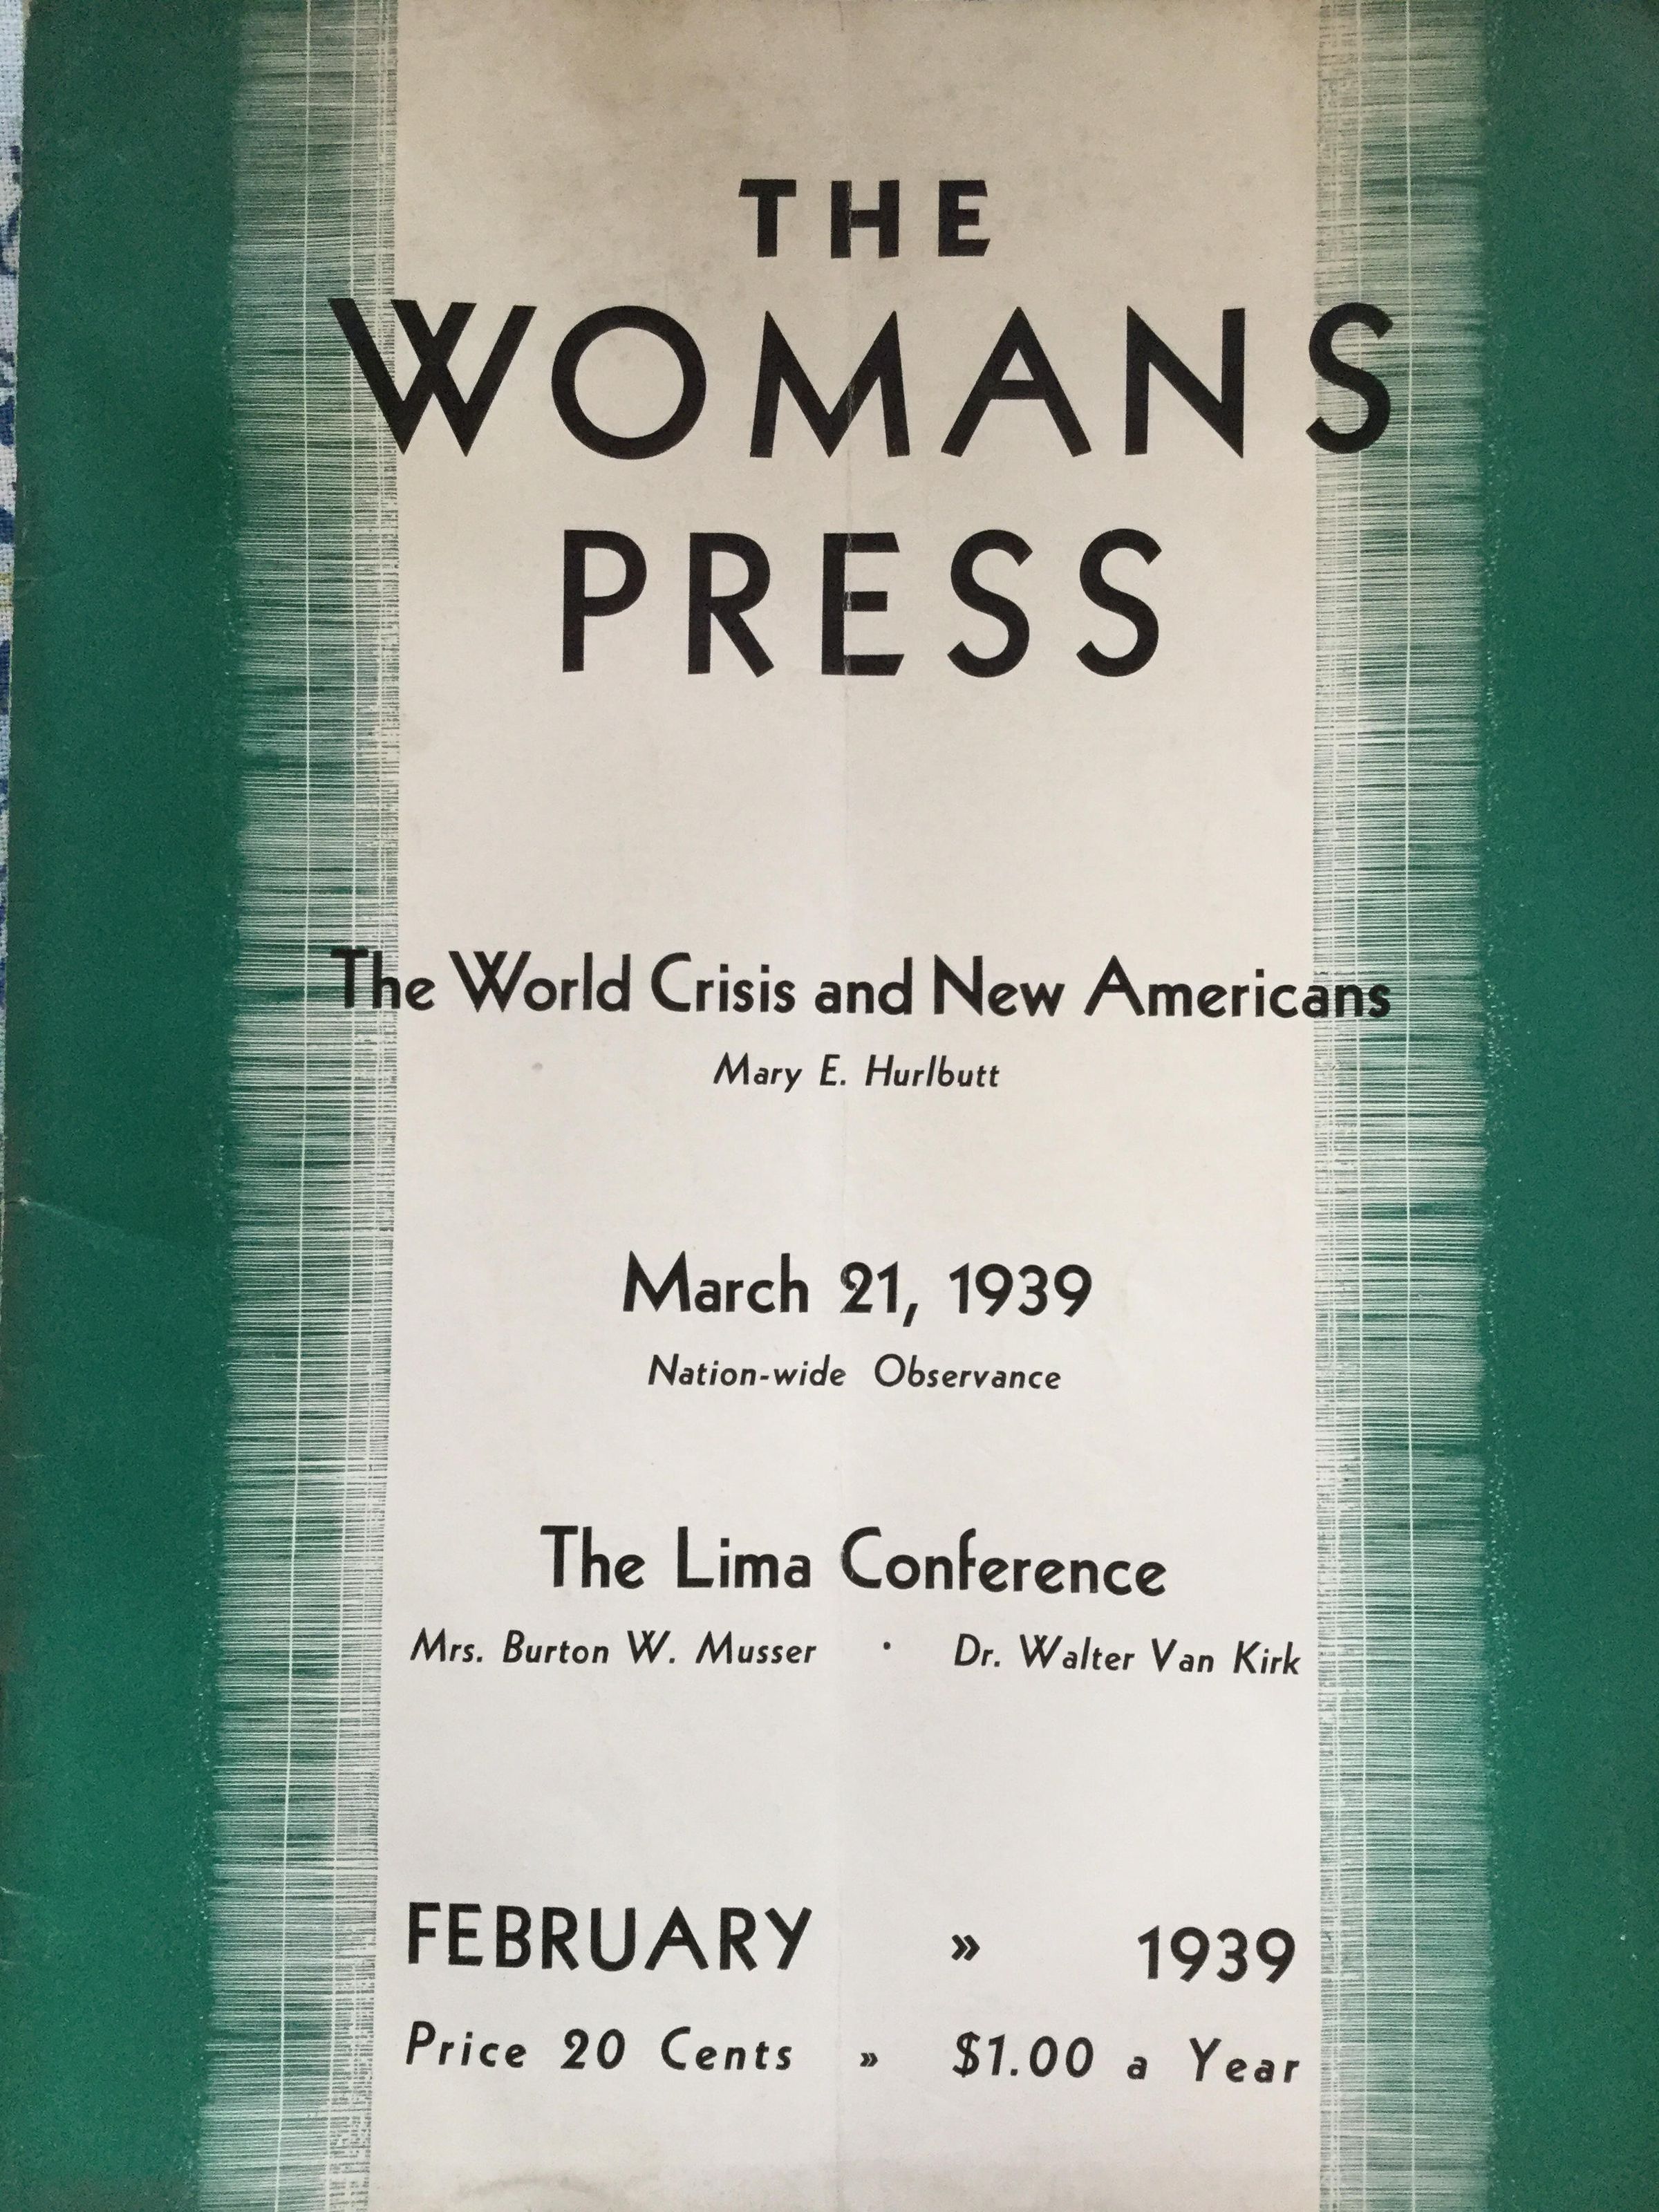 THE
WOMANS
PRESS
The World Crisis and New Americans
Mary E. Hurlbutt
March 21, 1939
Nation-wide Observance
The Lima Conference
Mrs. Burton W. Musser · Dr. Walter Van Kirk
FEBRUARY » 1939
Price 20 Cents » $1.00 a Year